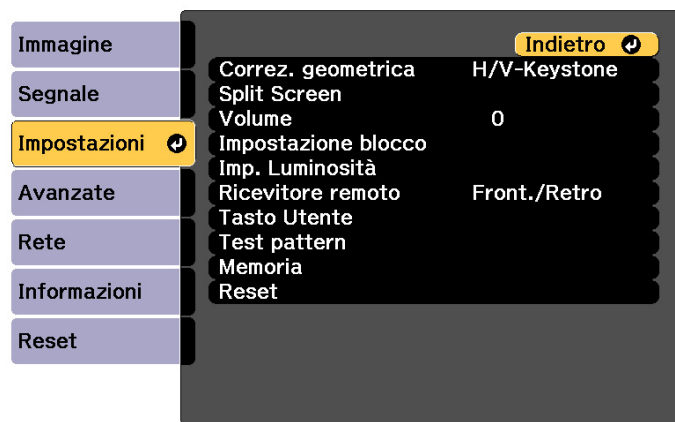 Immagine
Segnale
Impostazioni
Avanzate
Rete
Informazioni
Reset
Indietro
Correz. geometrica H/V-Keystone
Split Screen
Volume 0
Impostazione blocco
Imp. Luminosità
Ricevitore remoto Front./Retro
Tasto Utente
Test pattern
Memoria
Reset